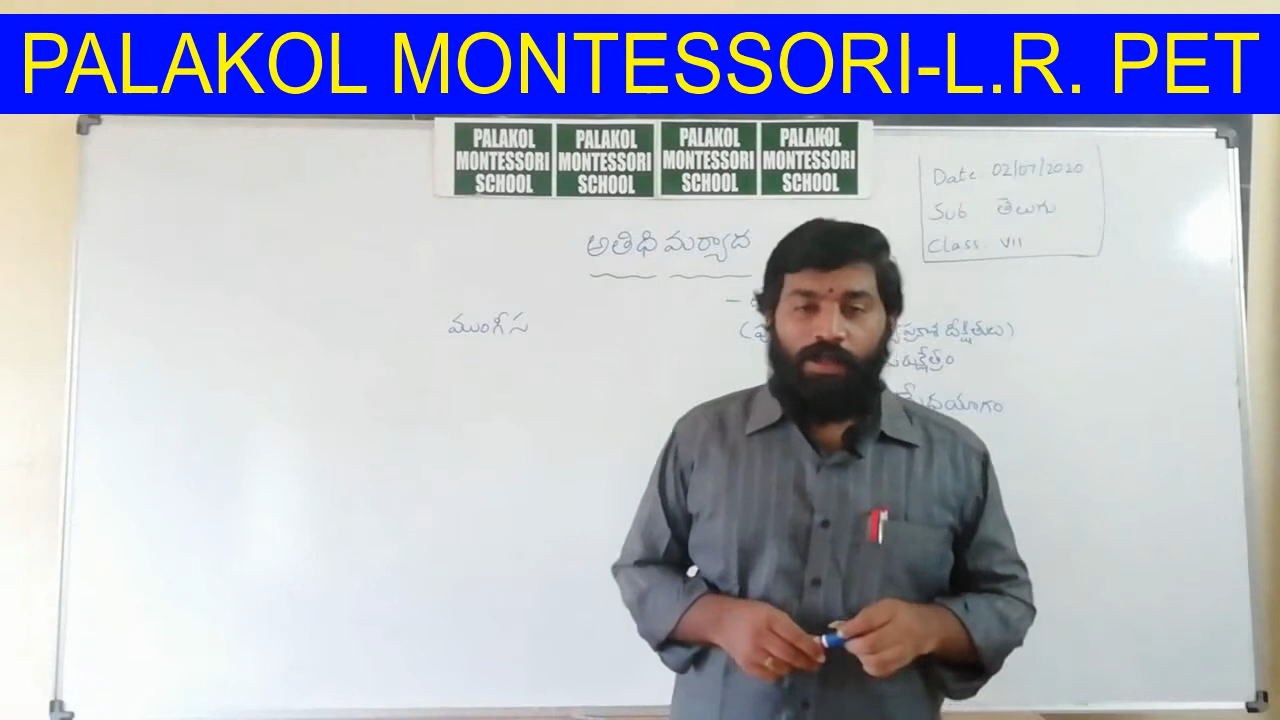 PALAKOL MONTESSORI-L.R. PET
PALAKOL MONTESSORI SCHOOL
PALAKOL MONTESSORI SCHOOL
PALAKOL MONTESSORI SCHOOL
PALAKOL MONTESSORI SCHOOL
Date 02/07/2020
Sub తెలుగు
Class VII
అతిథి మర్యాద
ముంగీస
దీక్షితులు)